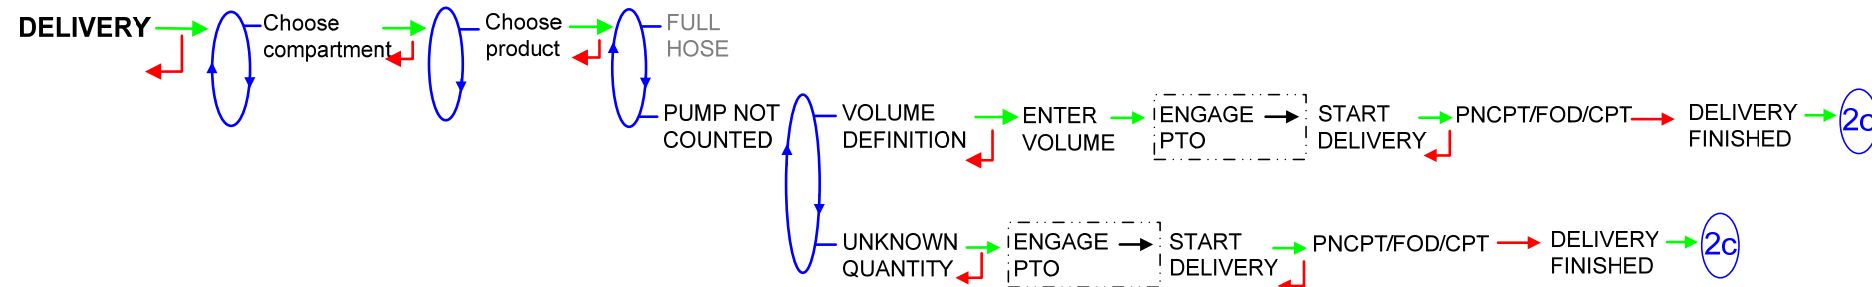 DELIVERY
Choose
compartment
Choose
product
FULL
HOSE
PUMP NOT
COUNTED
VOLUME
DEFINITION
ENTER
VOLUME
ENGAGE
PTO
START
DELIVERY
PNCPT/FOD/CPT
DELIVERY
FINISHED
2c
UNKNOWN
QUANTITY
ENGAGE
PTO
START
DELIVERY
PNCPT/FOD/CPT
DELIVERY
FINISHED
2c